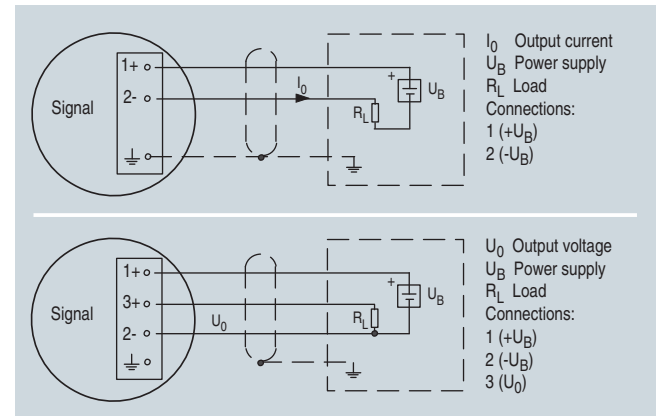 1+
2-
Signal
I0
RL
+
UB
I0 Output current
UB Power supply
RL Load
Connections:
1 (+UB)
2 (-UB)
1+
3+
2-
Signal
U0
RL
+
UB
U0 Output voltage
UB Power supply
RL Load
Connections:
1 (+UB)
2 (-UB)
3 (U0)